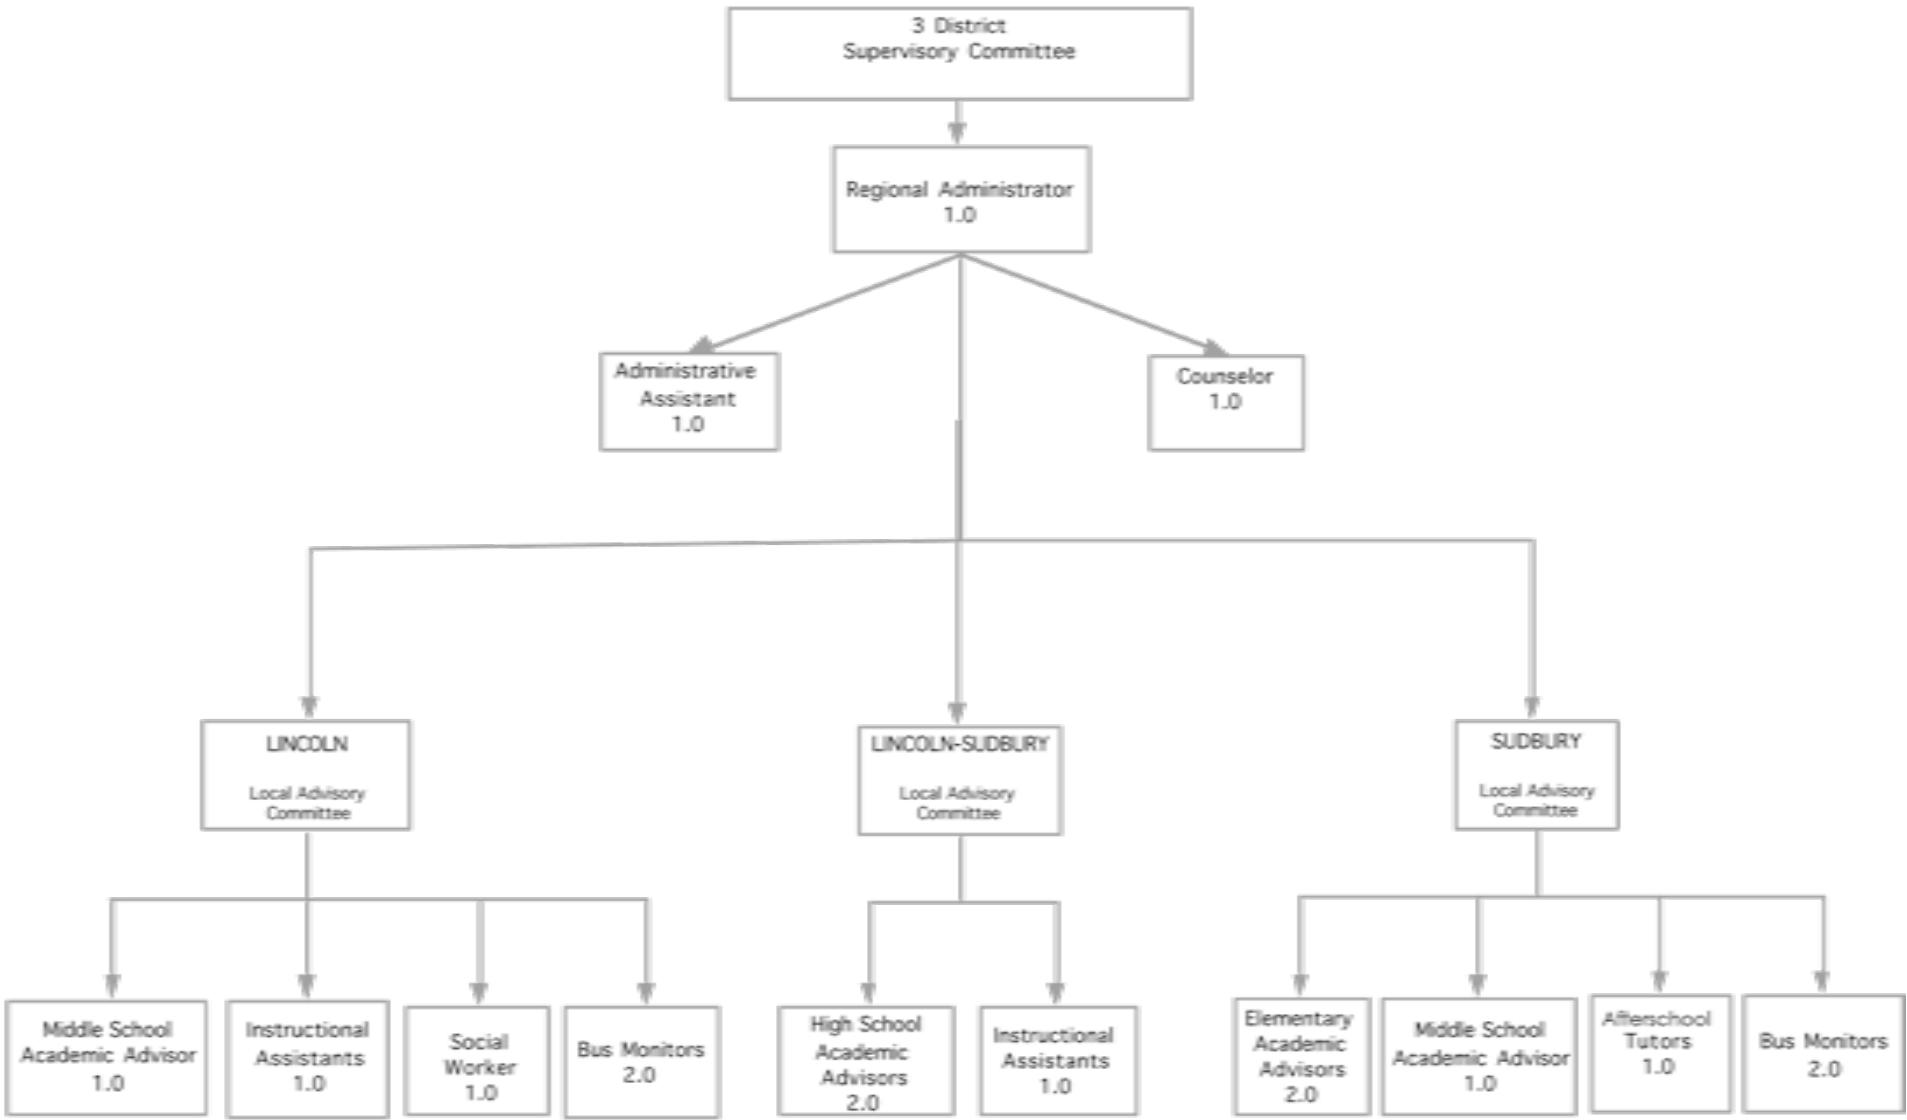 3 District
Supervisory Committee
Regional Administrator
1.0
Administrative
Assistant
1.0
Counselor
1.0
LINCOLN
Local Advisory
Committee
LINCOLN-SUDBURY
Local Advisory
Committee
SUDBURY
Local Advisory
Committee
Middle School
Academic Advisor
1.0
Instructional
Assistants
1.0
Social
Worker
1.0
Bus Monitors
2.0
High School
Academic
Advisors
2.0
Instructional
Assistants
1.0
Elementary
Academic
Advisors
2.0
Middle School
Academic Advisor
1.0
Afterschool
Tutors
1.0
Bus Monitors
2.0